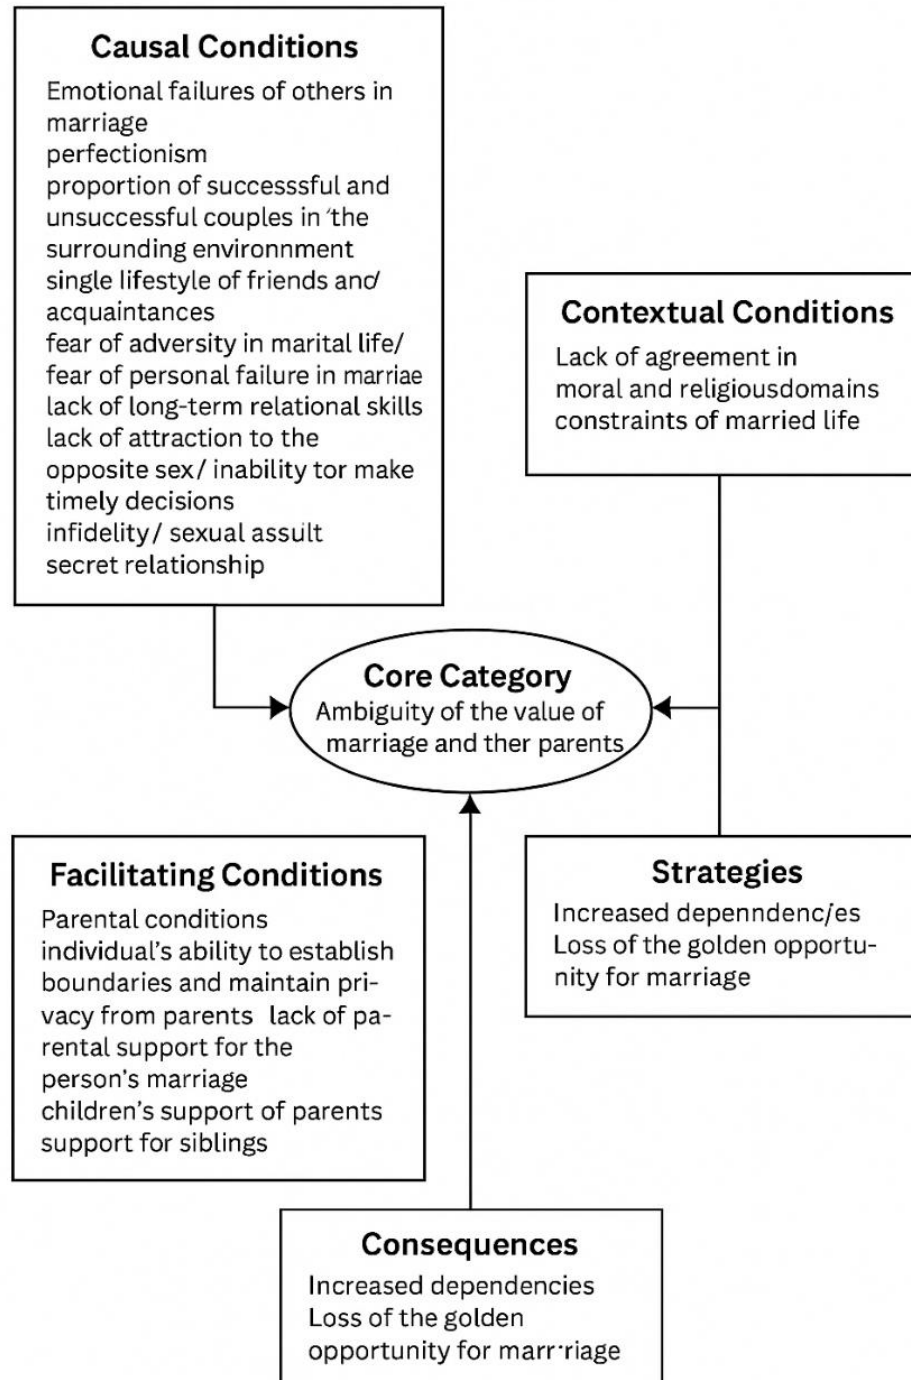 Causal Conditions
Emotional failures of others in
marriage
perfectionism
proportion of successsful and
unsuccessful couples in 'the
surrounding environnment
single lifestyle of friends and
acquaintances
fear of adversity in marital life/
fear of personal failure in marriae
lack of long-term relational skills
lack of attraction to the
opposite sex/ inability tor make
timely decisions
infidelity/ sexual assult
secret relationship
Contextual Conditions
Lack of agreement in
moral and religiousdomains
constraints of married life
Core Category
Ambiguity of the value of
marriage and ther parents
Facilitating Conditions
Parental conditions
individual's ability to establish
boundaries and maintain pri-
vacy from parents lack of pa-
rental support for the
person's marriage
children's support of parents
support for siblings
Strategies
Increased depenndenc/es
Loss of the golden opportu-
nity for marriage
Consequences
Increased dependencies
Loss of the golden
opportunity for marr·riage